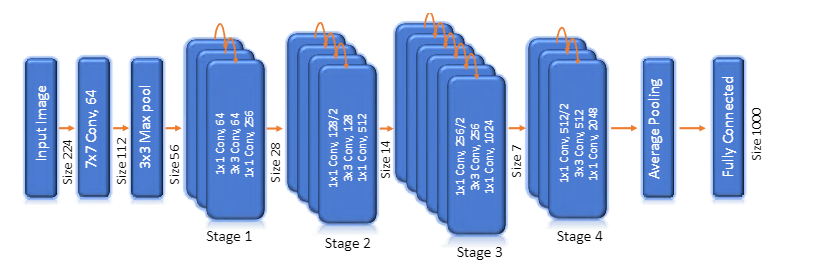 Input Image
Size 224
7x7 Conv, 64
Size 112
3x3 Max pool
Size 56
1x1 Conv, 64
3x3 Conv, 64
1x1 Conv, 256
Stage 1
Size 28
1x1 Conv, 128/2
3x3 Conv, 128
1x1 Conv, 512
Stage 2
Size 14
1x1 Conv, 256/2
3x3 Conv, 256
1x1 Conv, 1024
Stage 3
Size 7
1x1 Conv, 512/2
3x3 Conv, 512
1x1 Conv, 2048
Stage 4
Average Pooling
Fully Connected
Size 1000